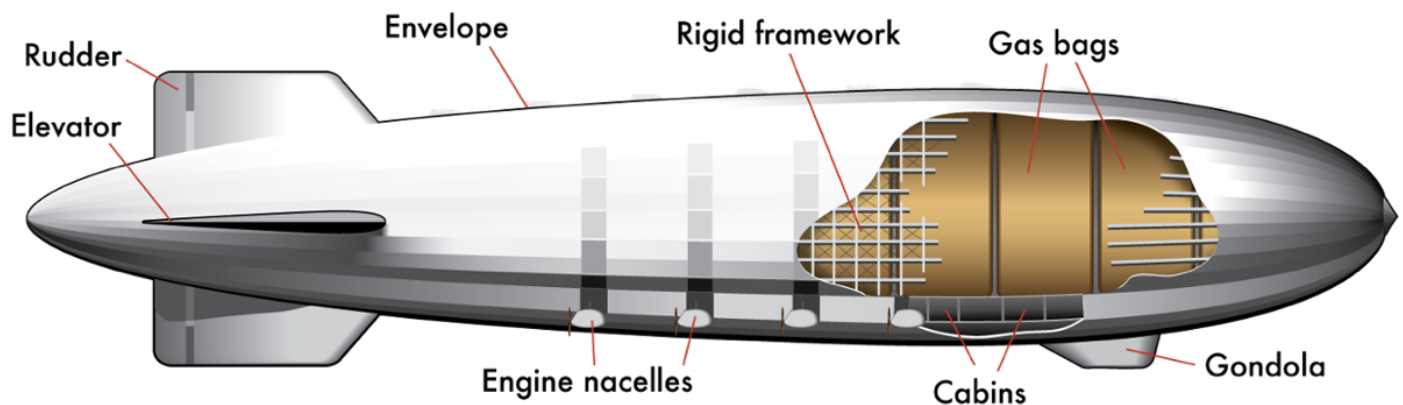 Envelope
Rigid framework
Gas bags
Rudder
Elevator
Engine nacelles
Cabins
Gondola